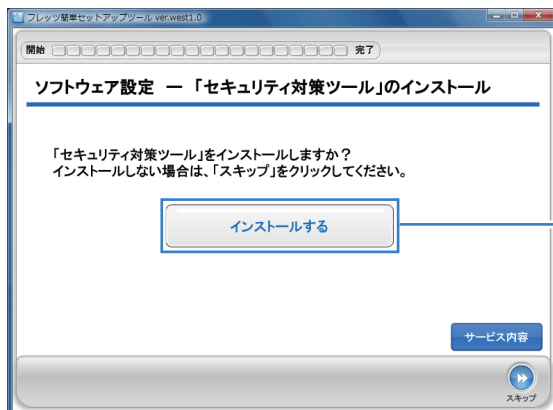 フレッツ簡単セットアップツール ver.west1.0
開始 完了
ソフトウェア設定 ー 「セキュリティ対策ツール」のインストール
「セキュリティ対策ツール」をインストールしますか？
インストールしない場合は、「スキップ」をクリックしてください。
インストールする
サービス内容
スキップ